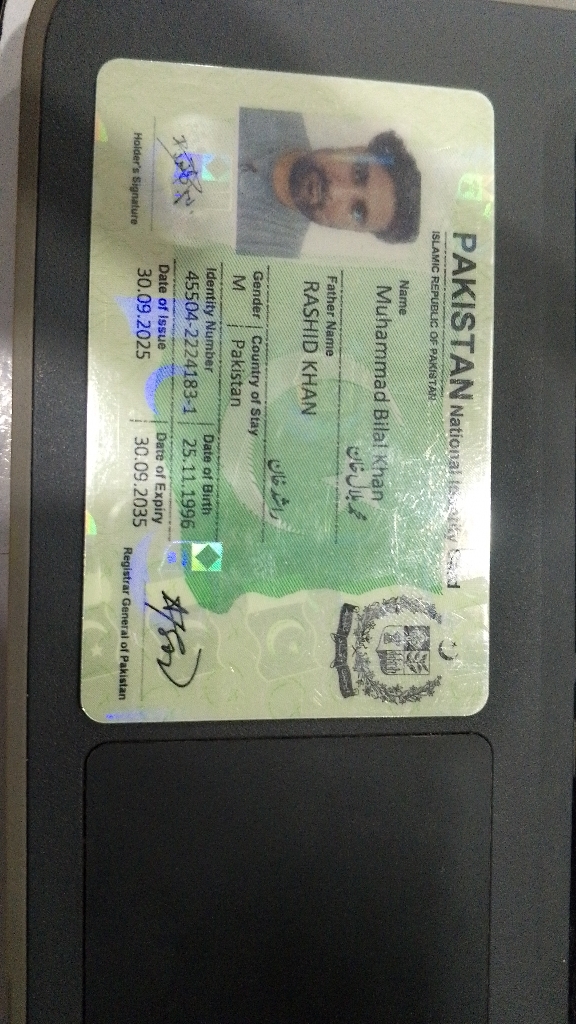 PAKISTAN National Identity Card
ISLAMIC REPUBLIC OF PAKISTAN
Name
Muhammad Bilal Khan
محمد بلال خان
Father Name
RASHID KHAN
راشد خان
Gender Country of Stay
M Pakistan
Identity Number Date of Birth
45504-2224183-1 25.11.1996
Date of Issue Date of Expiry
30.09.2025 30.09.2035
Holder's Signature
Registrar General of Pakistan